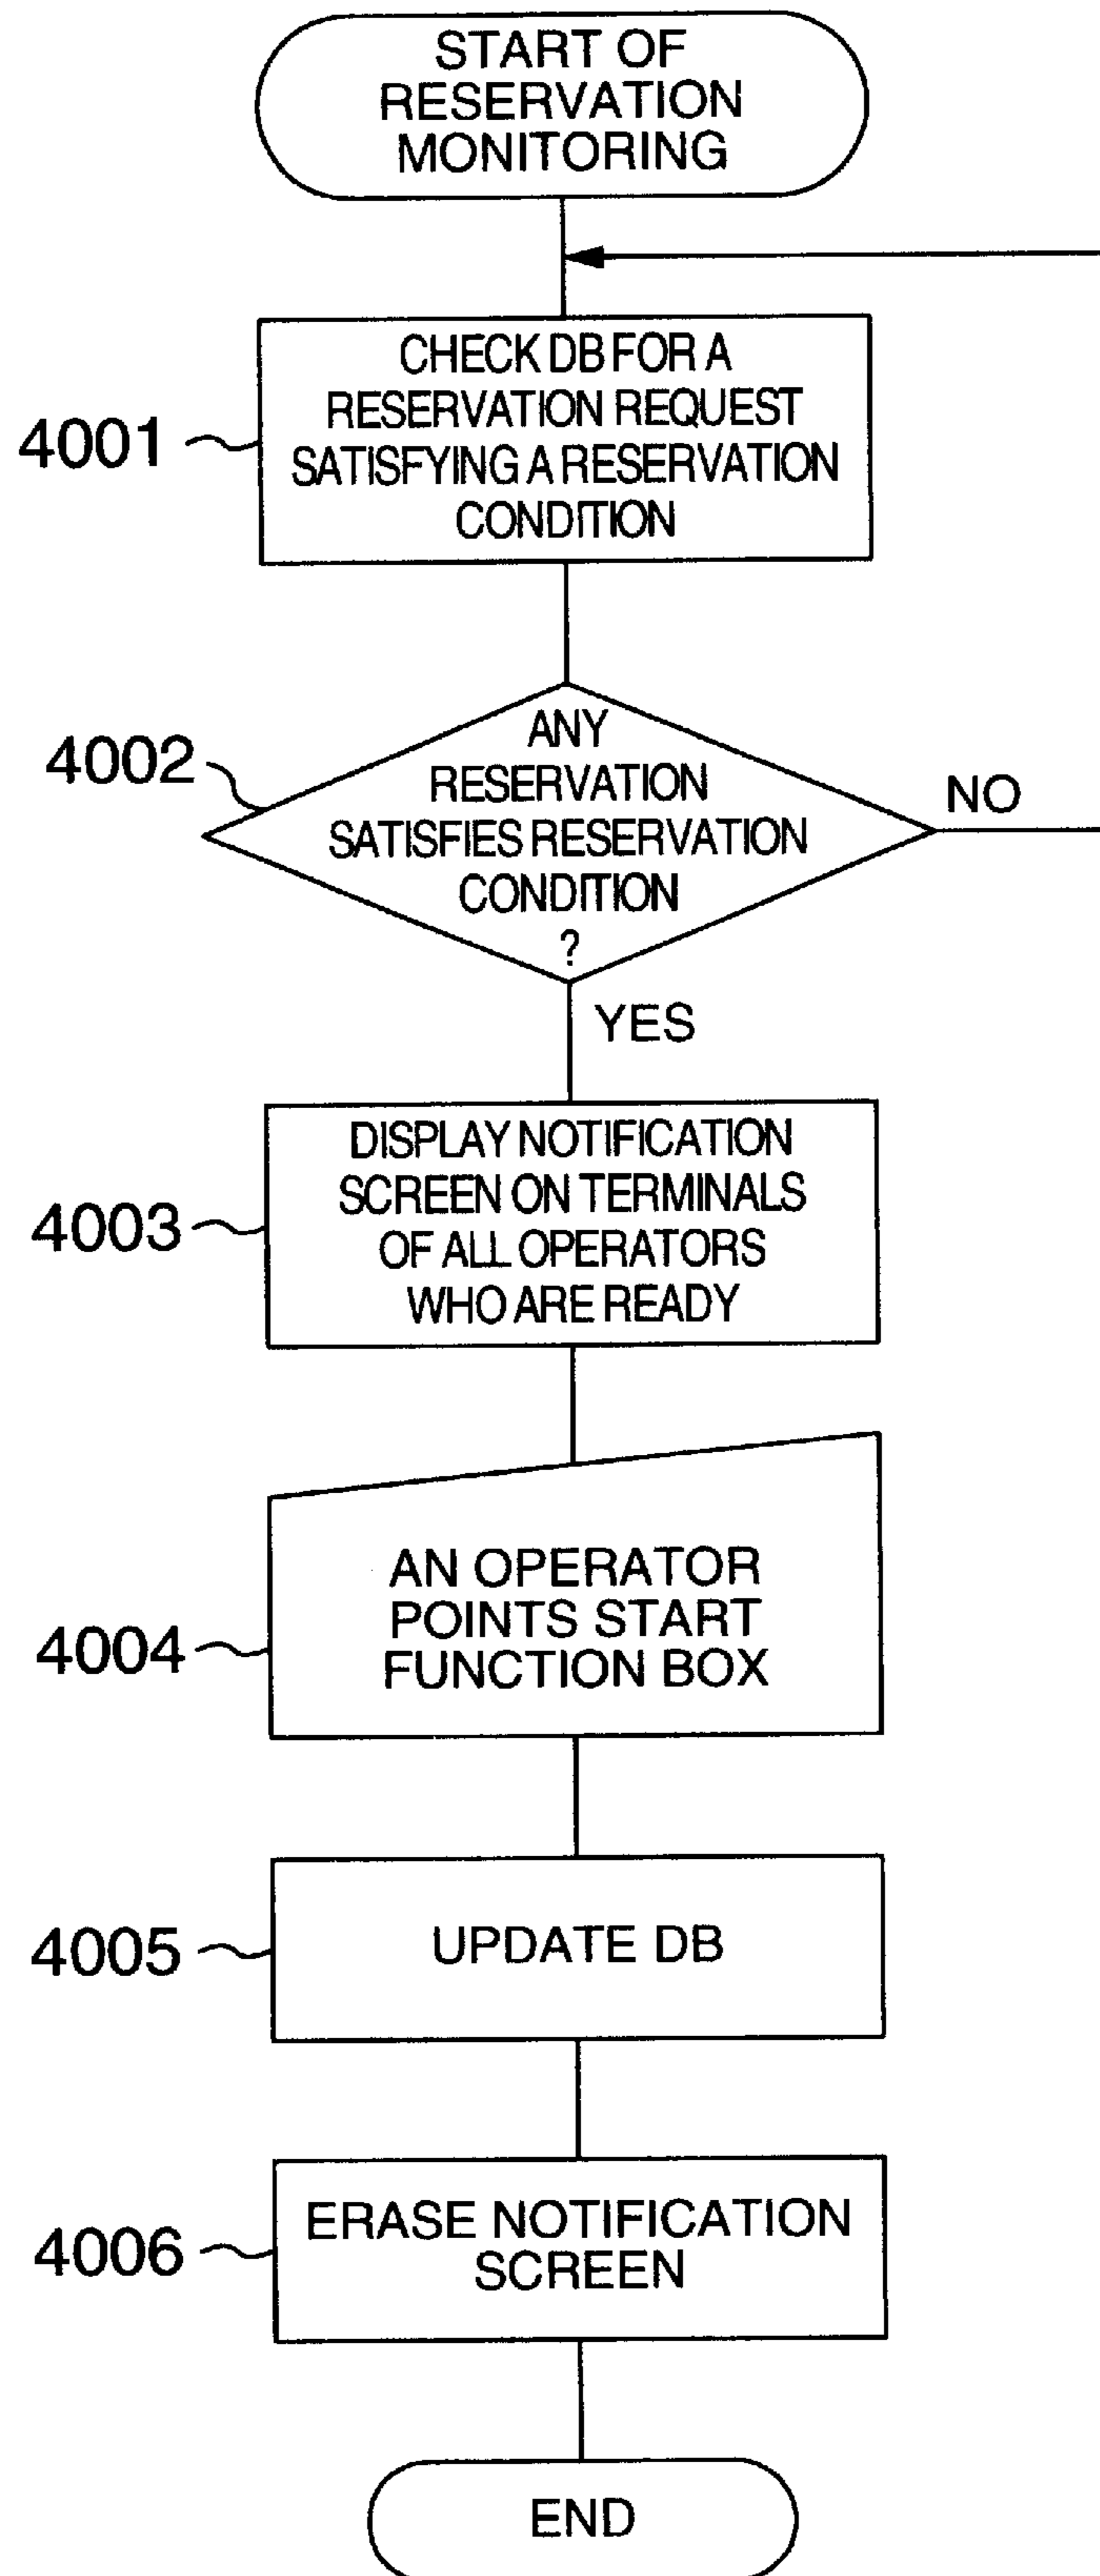 START OF
RESERVATION
MONITORING
CHECK DB FOR A
RESERVATION REQUEST
SATISFYING A RESERVATION
CONDITION
4001
4002
ANY
RESERVATION
SATISFIES RESERVATION
CONDITION
?
NO
YES
DISPLAY NOTIFICATION
SCREEN ON TERMINALS
OF ALL OPERATORS
WHO ARE READY
4003
AN OPERATOR
POINTS START
FUNCTION BOX
4004
UPDATE DB
4005
ERASE NOTIFICATION
SCREEN
4006
END